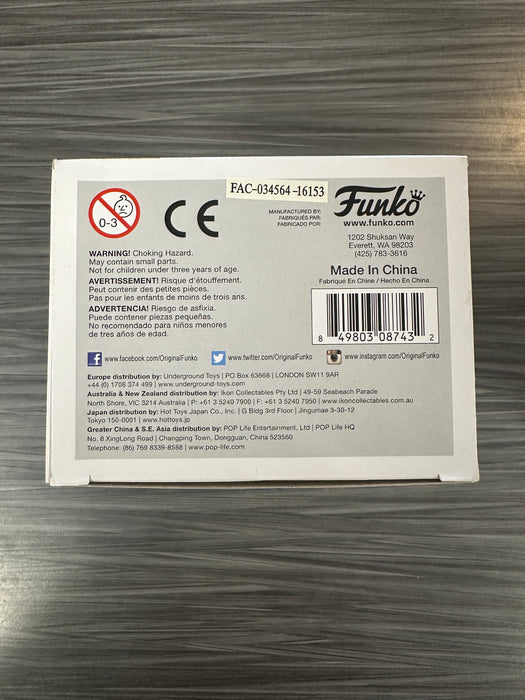 FAC-034564-16153
0-3
CE
MANUFACTURED BY:
FABRIQUÉS PAR:
FABRICADO POR:
Funko
www.funko.com
1202 Shuksan Way
Everett, WA 98203
(425) 783-3616
Made In China
Fabriqué En Chine / Hecho En China
8 49803 08743 2
WARNING! Choking Hazard.
May contain small parts.
Not for children under three years of age.
AVERTISSEMENT! Risque d'étouffement.
Peut contenir des petites pièces.
Pas pour les enfants de moins de trois ans.
ADVERTENCIA! Riesgo de asfixia.
Puede contener piezas pequeñas.
No recomendado para niños menores
de tres años de edad.
www.facebook.com/OriginalFunko
www.twitter.com/OriginalFunko
www.instagram.com/OriginalFunko
Europe distribution by: Underground Toys | PO Box 63668 | LONDON SW11 9AR
+44 (0) 1708 374 499 | www.underground-toys.com
Australia & New Zealand distribution by: Ikon Collectables Pty Ltd | 49-59 Seabeach Parade
North Shore, VIC 3214 Australia | P: +61 3 5240 7900 | F: +61 3 5240 7950 | www.ikoncollectables.com.au
Japan distribution by: Hot Toys Japan Co., Inc. | G Bldg 3rd Floor | Jingumae 3-30-12
Tokyo 150-0001 | www.hottoys.jp
Greater China & S.E. Asia distribution by: POP Life Entertainment, Ltd | POP Life HQ
No. 8 XingLong Road | Changping Town, Dongguan, China 523560
Telephone: (86) 769 8339-8588 | www.pop-life.com